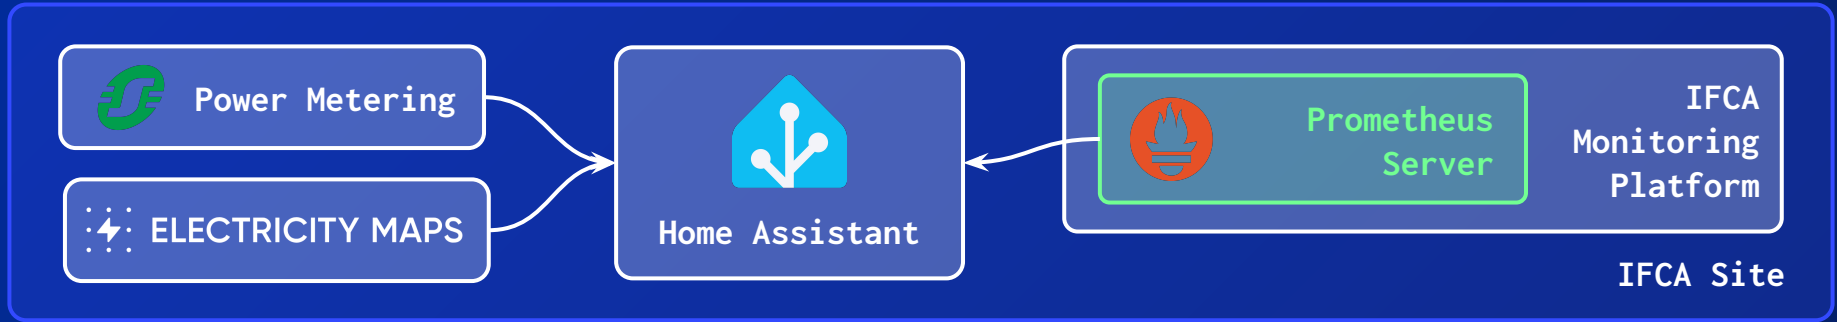 Power Metering
ELECTRICITY MAPS
Home Assistant
Prometheus
Server
IFCA
Monitoring
Platform
IFCA Site